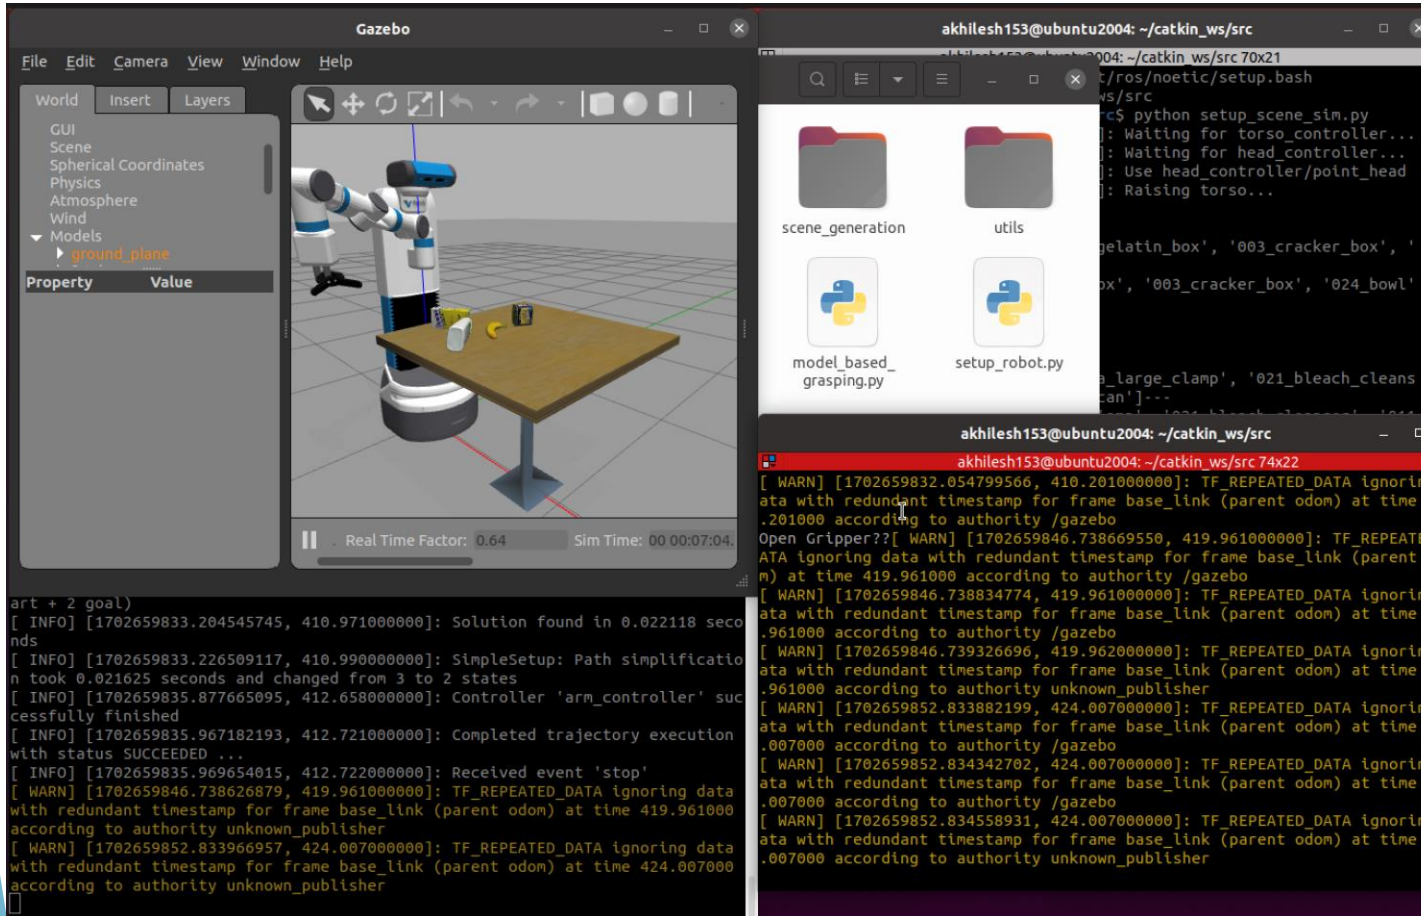 Gazebo
File Edit Camera View Window Help
World Insert Layers
GUI
Scene
Spherical Coordinates
Physics
Atmosphere
Wind
Models
ground_plane
Property Value
Real Time Factor: 0.64 Sim Time: 00 00:07:04.
akhilesh153@ubuntu2004: ~/catkin_ws/src
004: ~/catkin_ws/src 70x21
t/ros/noetic/setup.bash
ws/src
rc$ python setup_scene_sim.py
]: Waiting for torso_controller...
]: Waiting for head_controller...
]: Use head_controller/point_head
]: Raising torso...
gelatin_box', '003_cracker_box', '
ox', '003_cracker_box', '024_bowl'
a_large_clamp', '021_bleach_cleans
can']---
scene_generation
utils
model_based_
grasping.py
setup_robot.py
art + 2 goal)
[ INFO] [1702659833.204545745, 410.971000000]: Solution found in 0.022118 seco
nds
[ INFO] [1702659833.226509117, 410.990000000]: SimpleSetup: Path simplificatio
n took 0.021625 seconds and changed from 3 to 2 states
[ INFO] [1702659835.877665095, 412.658000000]: Controller 'arm_controller' suc
cessfully finished
[ INFO] [1702659835.967182193, 412.721000000]: Completed trajectory execution
with status SUCCEEDED ...
[ INFO] [1702659835.969654015, 412.722000000]: Received event 'stop'
[ WARN] [1702659846.738626879, 419.961000000]: TF_REPEATED_DATA ignoring data
with redundant timestamp for frame base_link (parent odom) at time 419.961000
according to authority unknown_publisher
[ WARN] [1702659852.833966957, 424.007000000]: TF_REPEATED_DATA ignoring data
with redundant timestamp for frame base_link (parent odom) at time 424.007000
according to authority unknown_publisher
akhilesh153@ubuntu2004: ~/catkin_ws/src
akhilesh153@ubuntu2004: ~/catkin_ws/src 74x22
[ WARN] [1702659832.054799566, 410.201000000]: TF_REPEATED_DATA ignorin
ata with redundant timestamp for frame base_link (parent odom) at time
.201000 according to authority /gazebo
Open Gripper??[ WARN] [1702659846.738669550, 419.961000000]: TF_REPEATE
ATA ignoring data with redundant timestamp for frame base_link (parent
m) at time 419.961000 according to authority /gazebo
[ WARN] [1702659846.738834774, 419.961000000]: TF_REPEATED_DATA ignorin
ata with redundant timestamp for frame base_link (parent odom) at time
.961000 according to authority /gazebo
[ WARN] [1702659846.739326696, 419.962000000]: TF_REPEATED_DATA ignorin
ata with redundant timestamp for frame base_link (parent odom) at time
.961000 according to authority unknown_publisher
[ WARN] [1702659852.833882199, 424.007000000]: TF_REPEATED_DATA ignorin
ata with redundant timestamp for frame base_link (parent odom) at time
.007000 according to authority /gazebo
[ WARN] [1702659852.834342702, 424.007000000]: TF_REPEATED_DATA ignorin
ata with redundant timestamp for frame base_link (parent odom) at time
.007000 according to authority /gazebo
[ WARN] [1702659852.834558931, 424.007000000]: TF_REPEATED_DATA ignorin
ata with redundant timestamp for frame base_link (parent odom) at time
.007000 according to authority unknown_publisher